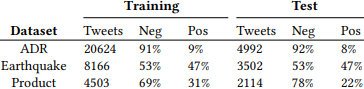 Training Test
Dataset Tweets Neg Pos Tweets Neg Pos
ADR 20624 91% 9% 4992 92% 8%
Earthquake 8166 53% 47% 3502 53% 47%
Product 4503 69% 31% 2114 78% 22%